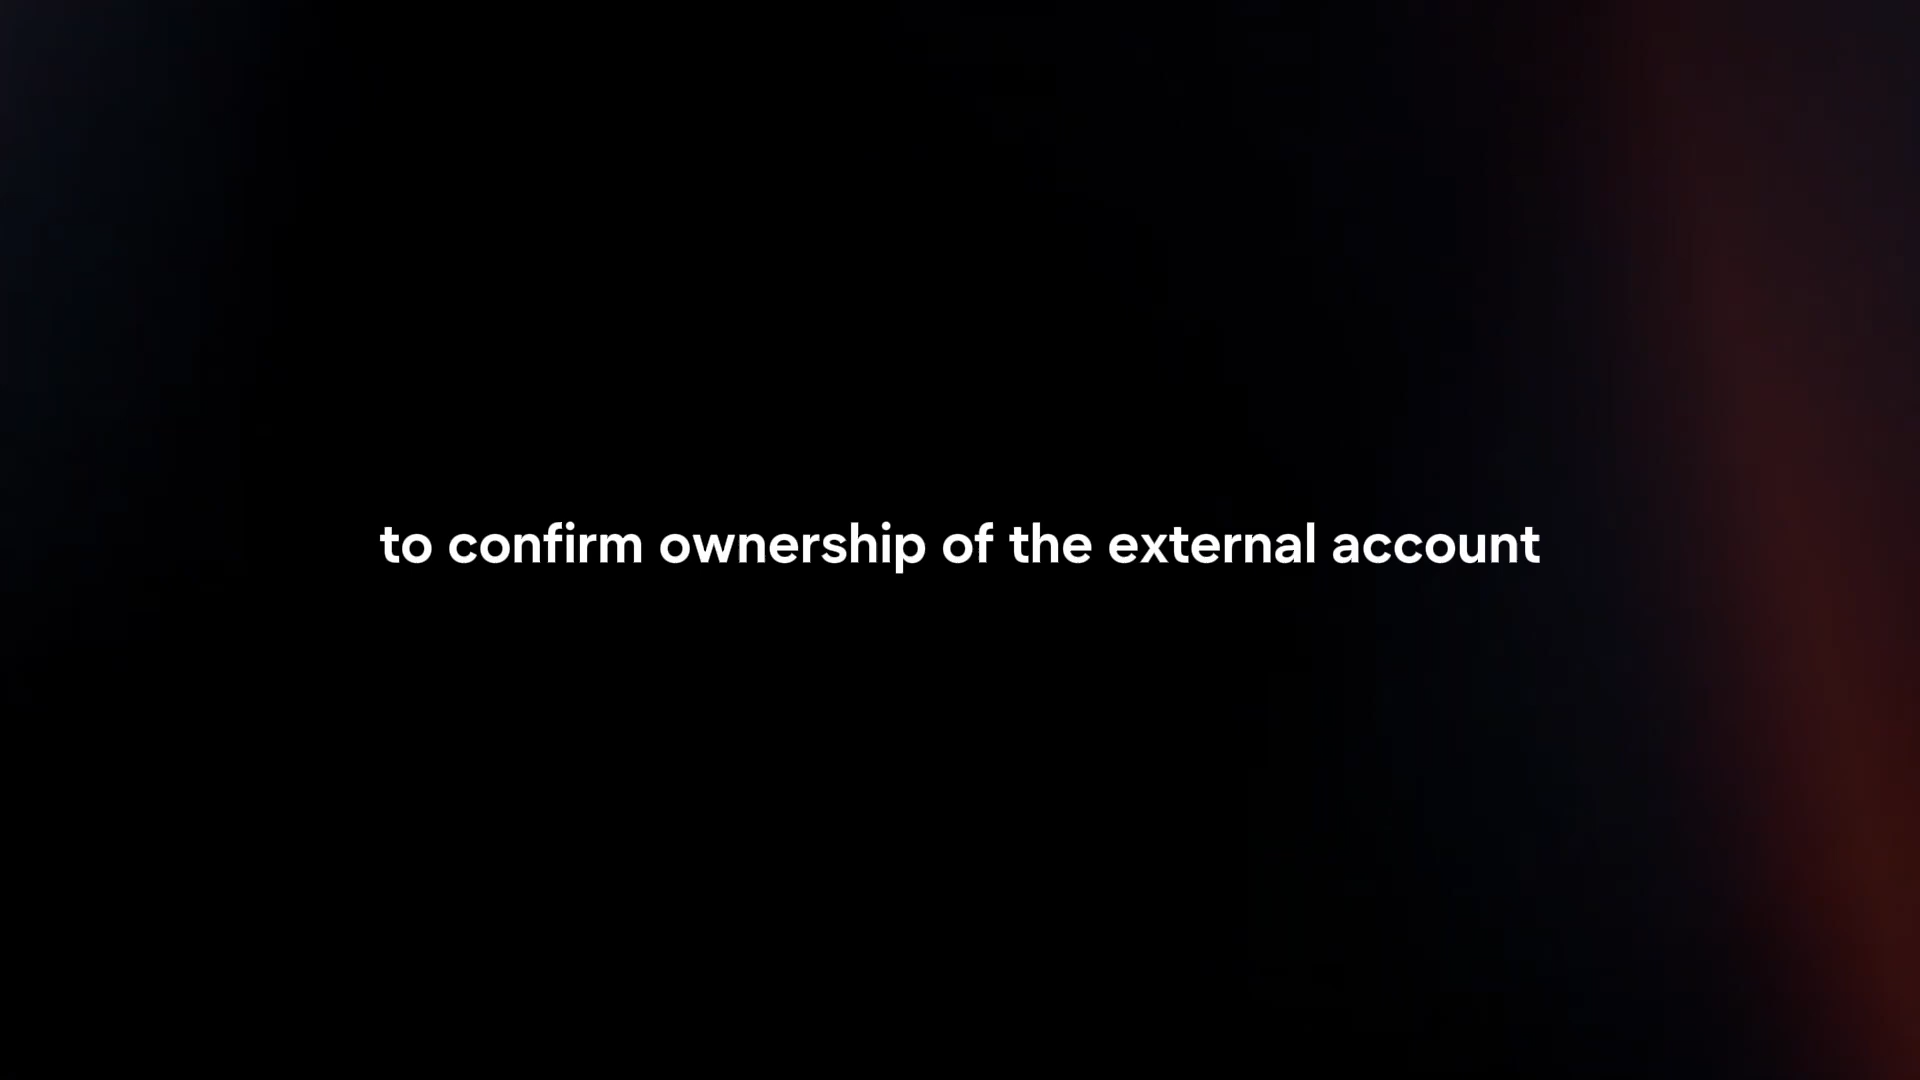 to confirm ownership of the external account